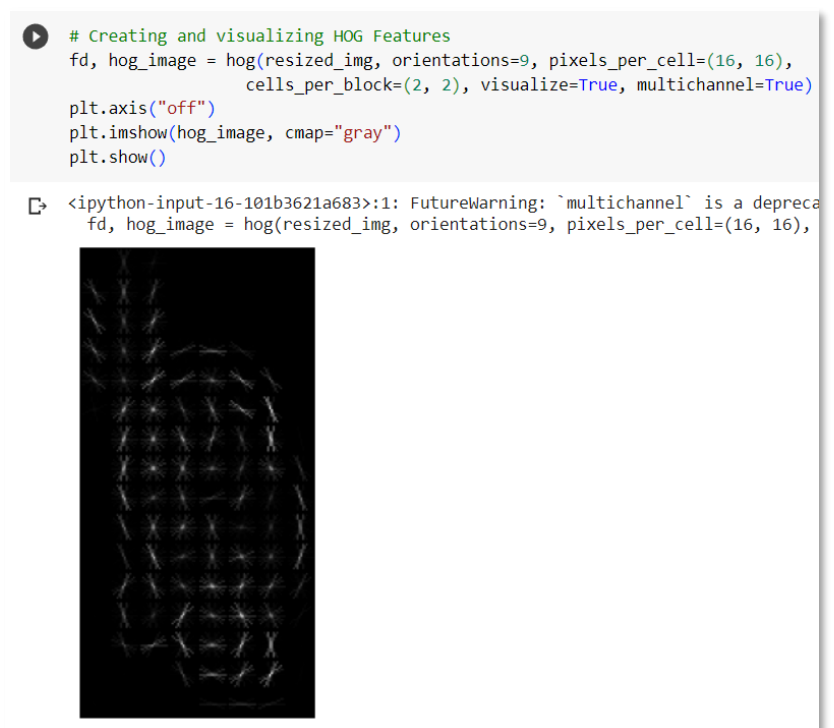 # Creating and visualizing HOG Features
fd, hog_image = hog(resized_img, orientations=9, pixels_per_cell=(16, 16),
cells_per_block=(2, 2), visualize=True, multichannel=True)
plt.axis("off")
plt.imshow(hog_image, cmap="gray")
plt.show()
<ipython-input-16-101b3621a683>:1: FutureWarning: `multichannel` is a depreca
fd, hog_image = hog(resized_img, orientations=9, pixels_per_cell=(16, 16),